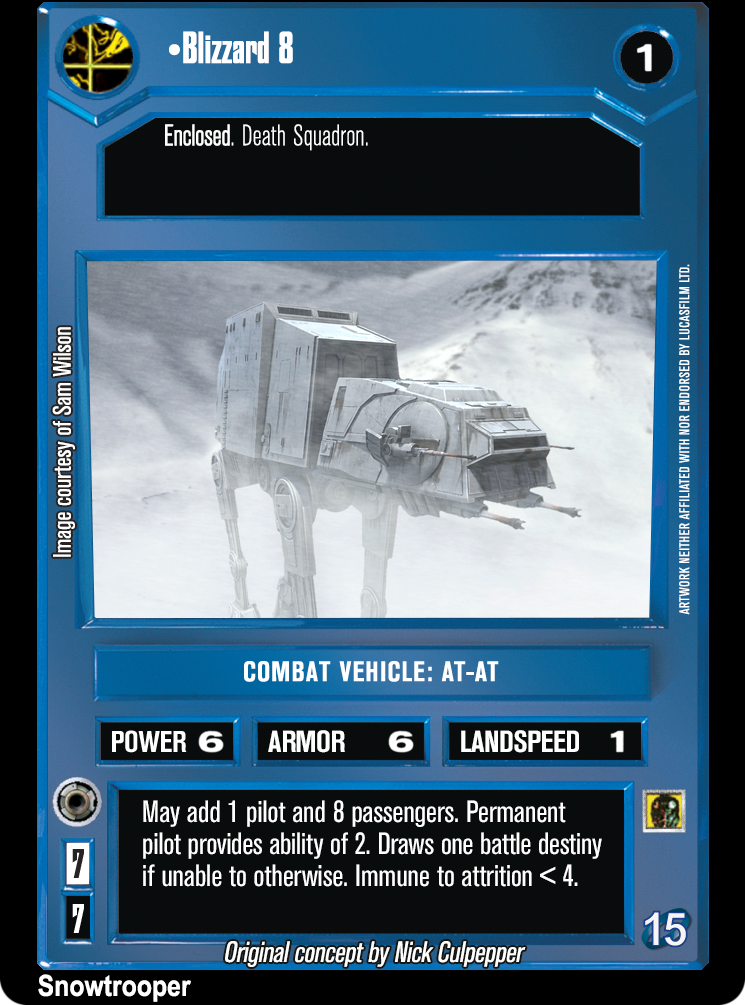 •Blizzard 8
1
Enclosed. Death Squadron.
Image courtesy of Sam Wilson
ARTWORK NEITHER AFFILIATED WITH NOR ENDORSED BY LUCASFILM LTD.
COMBAT VEHICLE: AT-AT
POWER 6 ARMOR 6 LANDSPEED 1
May add 1 pilot and 8 passengers. Permanent
pilot provides ability of 2. Draws one battle destiny
if unable to otherwise. Immune to attrition < 4.
7
7
15
Original concept by Nick Culpepper
Snowtrooper